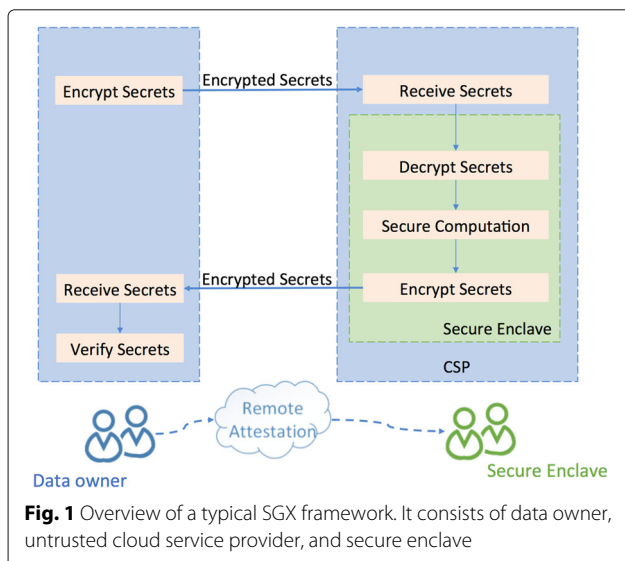 Encrypt Secrets
Encrypted Secrets
Receive Secrets
Decrypt Secrets
Secure Computation
Encrypted Secrets
Receive Secrets
Encrypt Secrets
Verify Secrets
Secure Enclave
CSP
Remote
Attestation
Data owner
Secure Enclave
Fig. 1 Overview of a typical SGX framework. It consists of data owner,
untrusted cloud service provider, and secure enclave